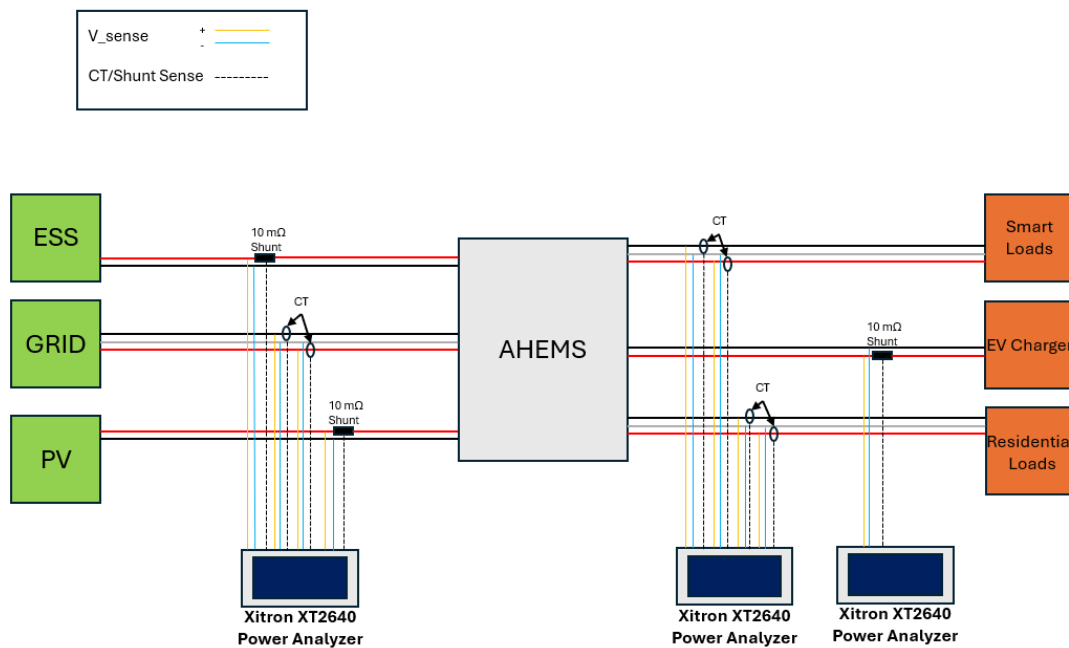 V_sense
+
-
CT/Shunt Sense
ESS
10 mΩ
Shunt
GRID
CT
PV
10 mΩ
Shunt
AHEMS
CT
Smart
Loads
10 mΩ
Shunt
EV Charger
CT
Residential
Loads
Xitron XT2640
Power Analyzer
Xitron XT2640
Power Analyzer
Xitron XT2640
Power Analyzer